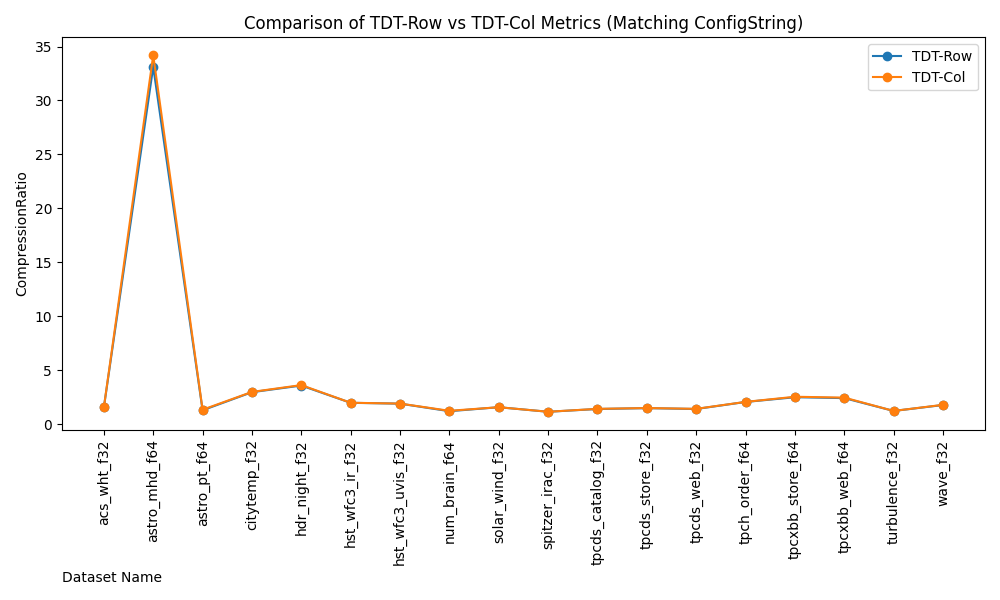 Comparison of TDT-Row vs TDT-Col Metrics (Matching ConfigString)
TDT-Row
TDT-Col
CompressionRatio
35
30
25
20
15
10
5
0
acs_wht_f32
astro_mhd_f64
astro_pt_f64
citytemp_f32
hdr_night_f32
hst_wfc3_ir_f32
hst_wfc3_uvis_f32
num_brain_f64
solar_wind_f32
spitzer_irac_f32
tpcds_catalog_f32
tpcds_store_f32
tpcds_web_f32
tpch_order_f64
tpcxbb_store_f64
tpcxbb_web_f64
turbulence_f32
wave_f32
Dataset Name